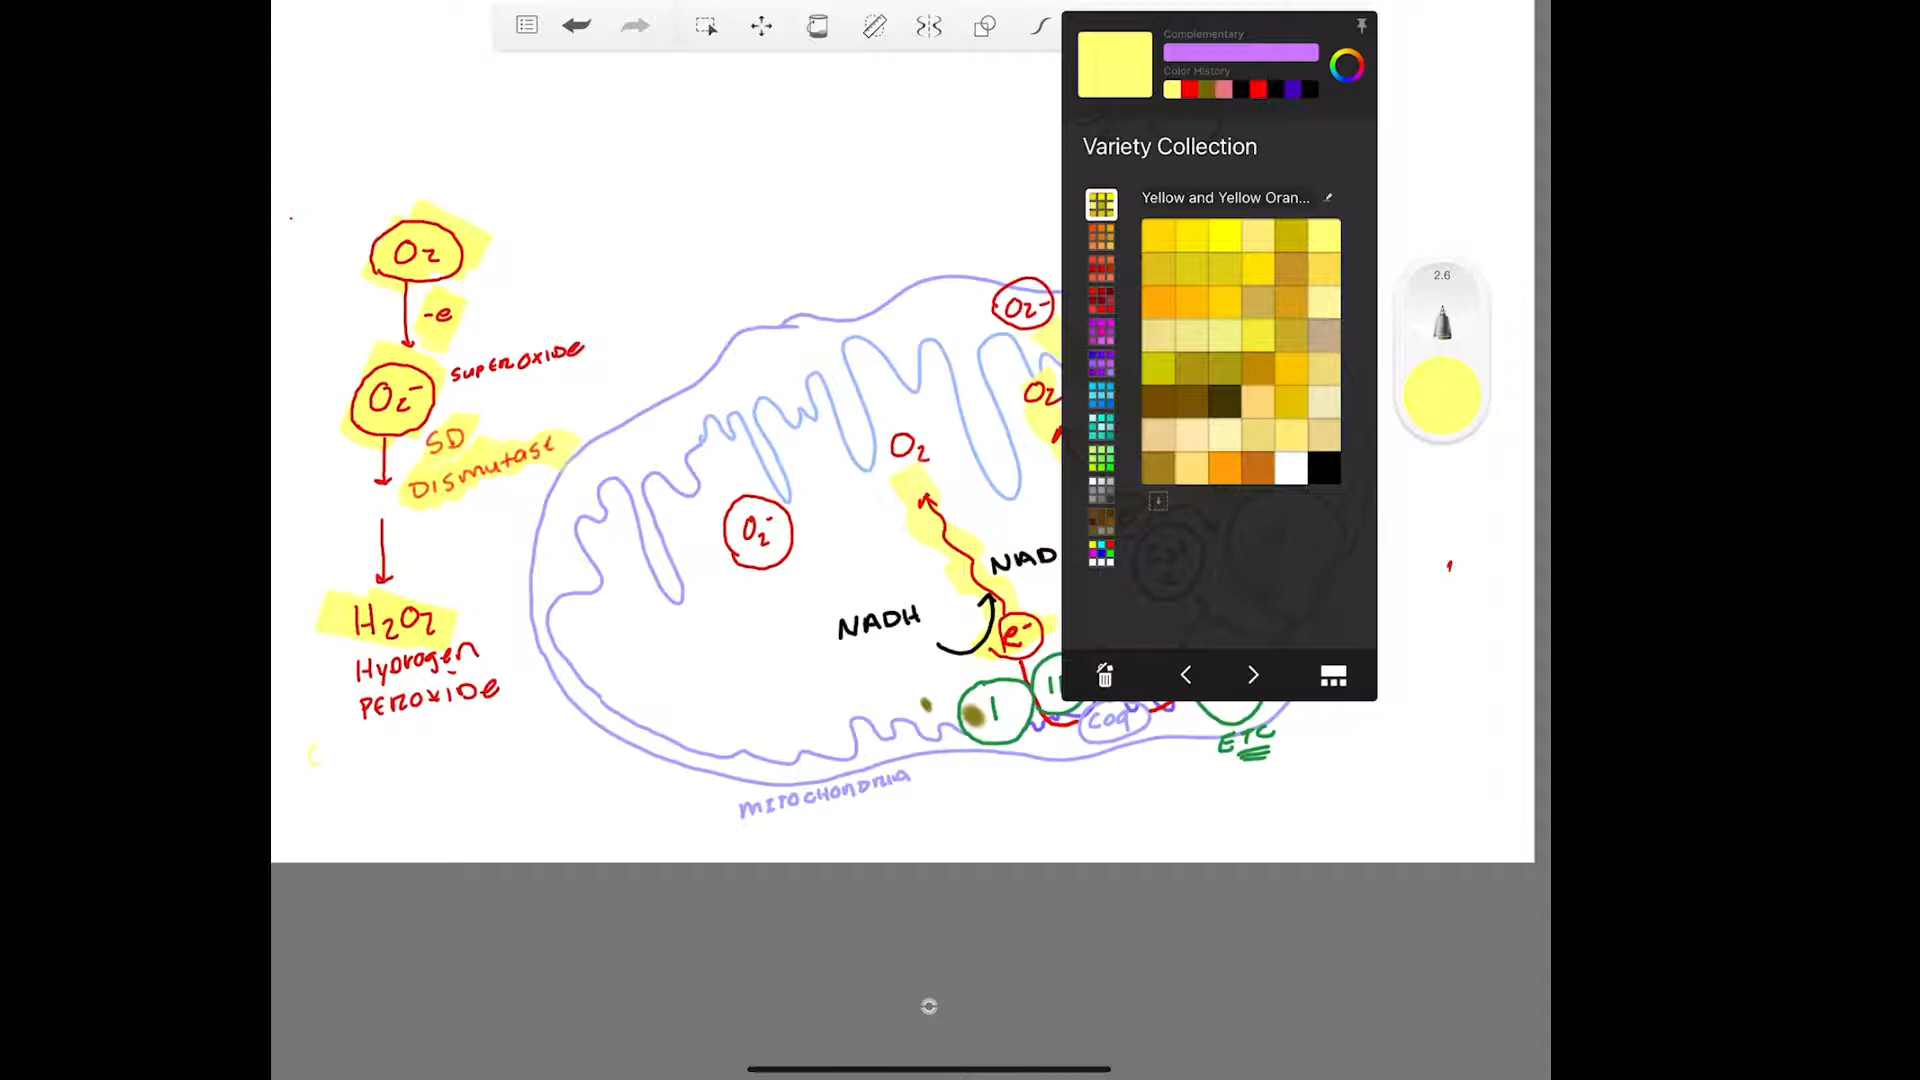 Complementary
Color History
Variety Collection
Yellow and Yellow Oran...
2.6
O2
-e
O2-
SUPEROXIDE
SD
DISMUTASE
H2O2
Hydrogen
PEROXIDE
O2-
O2
O2
O2-
NAD
NADH
e-
I
II
COQ
ETC
MITOCHONDRIA